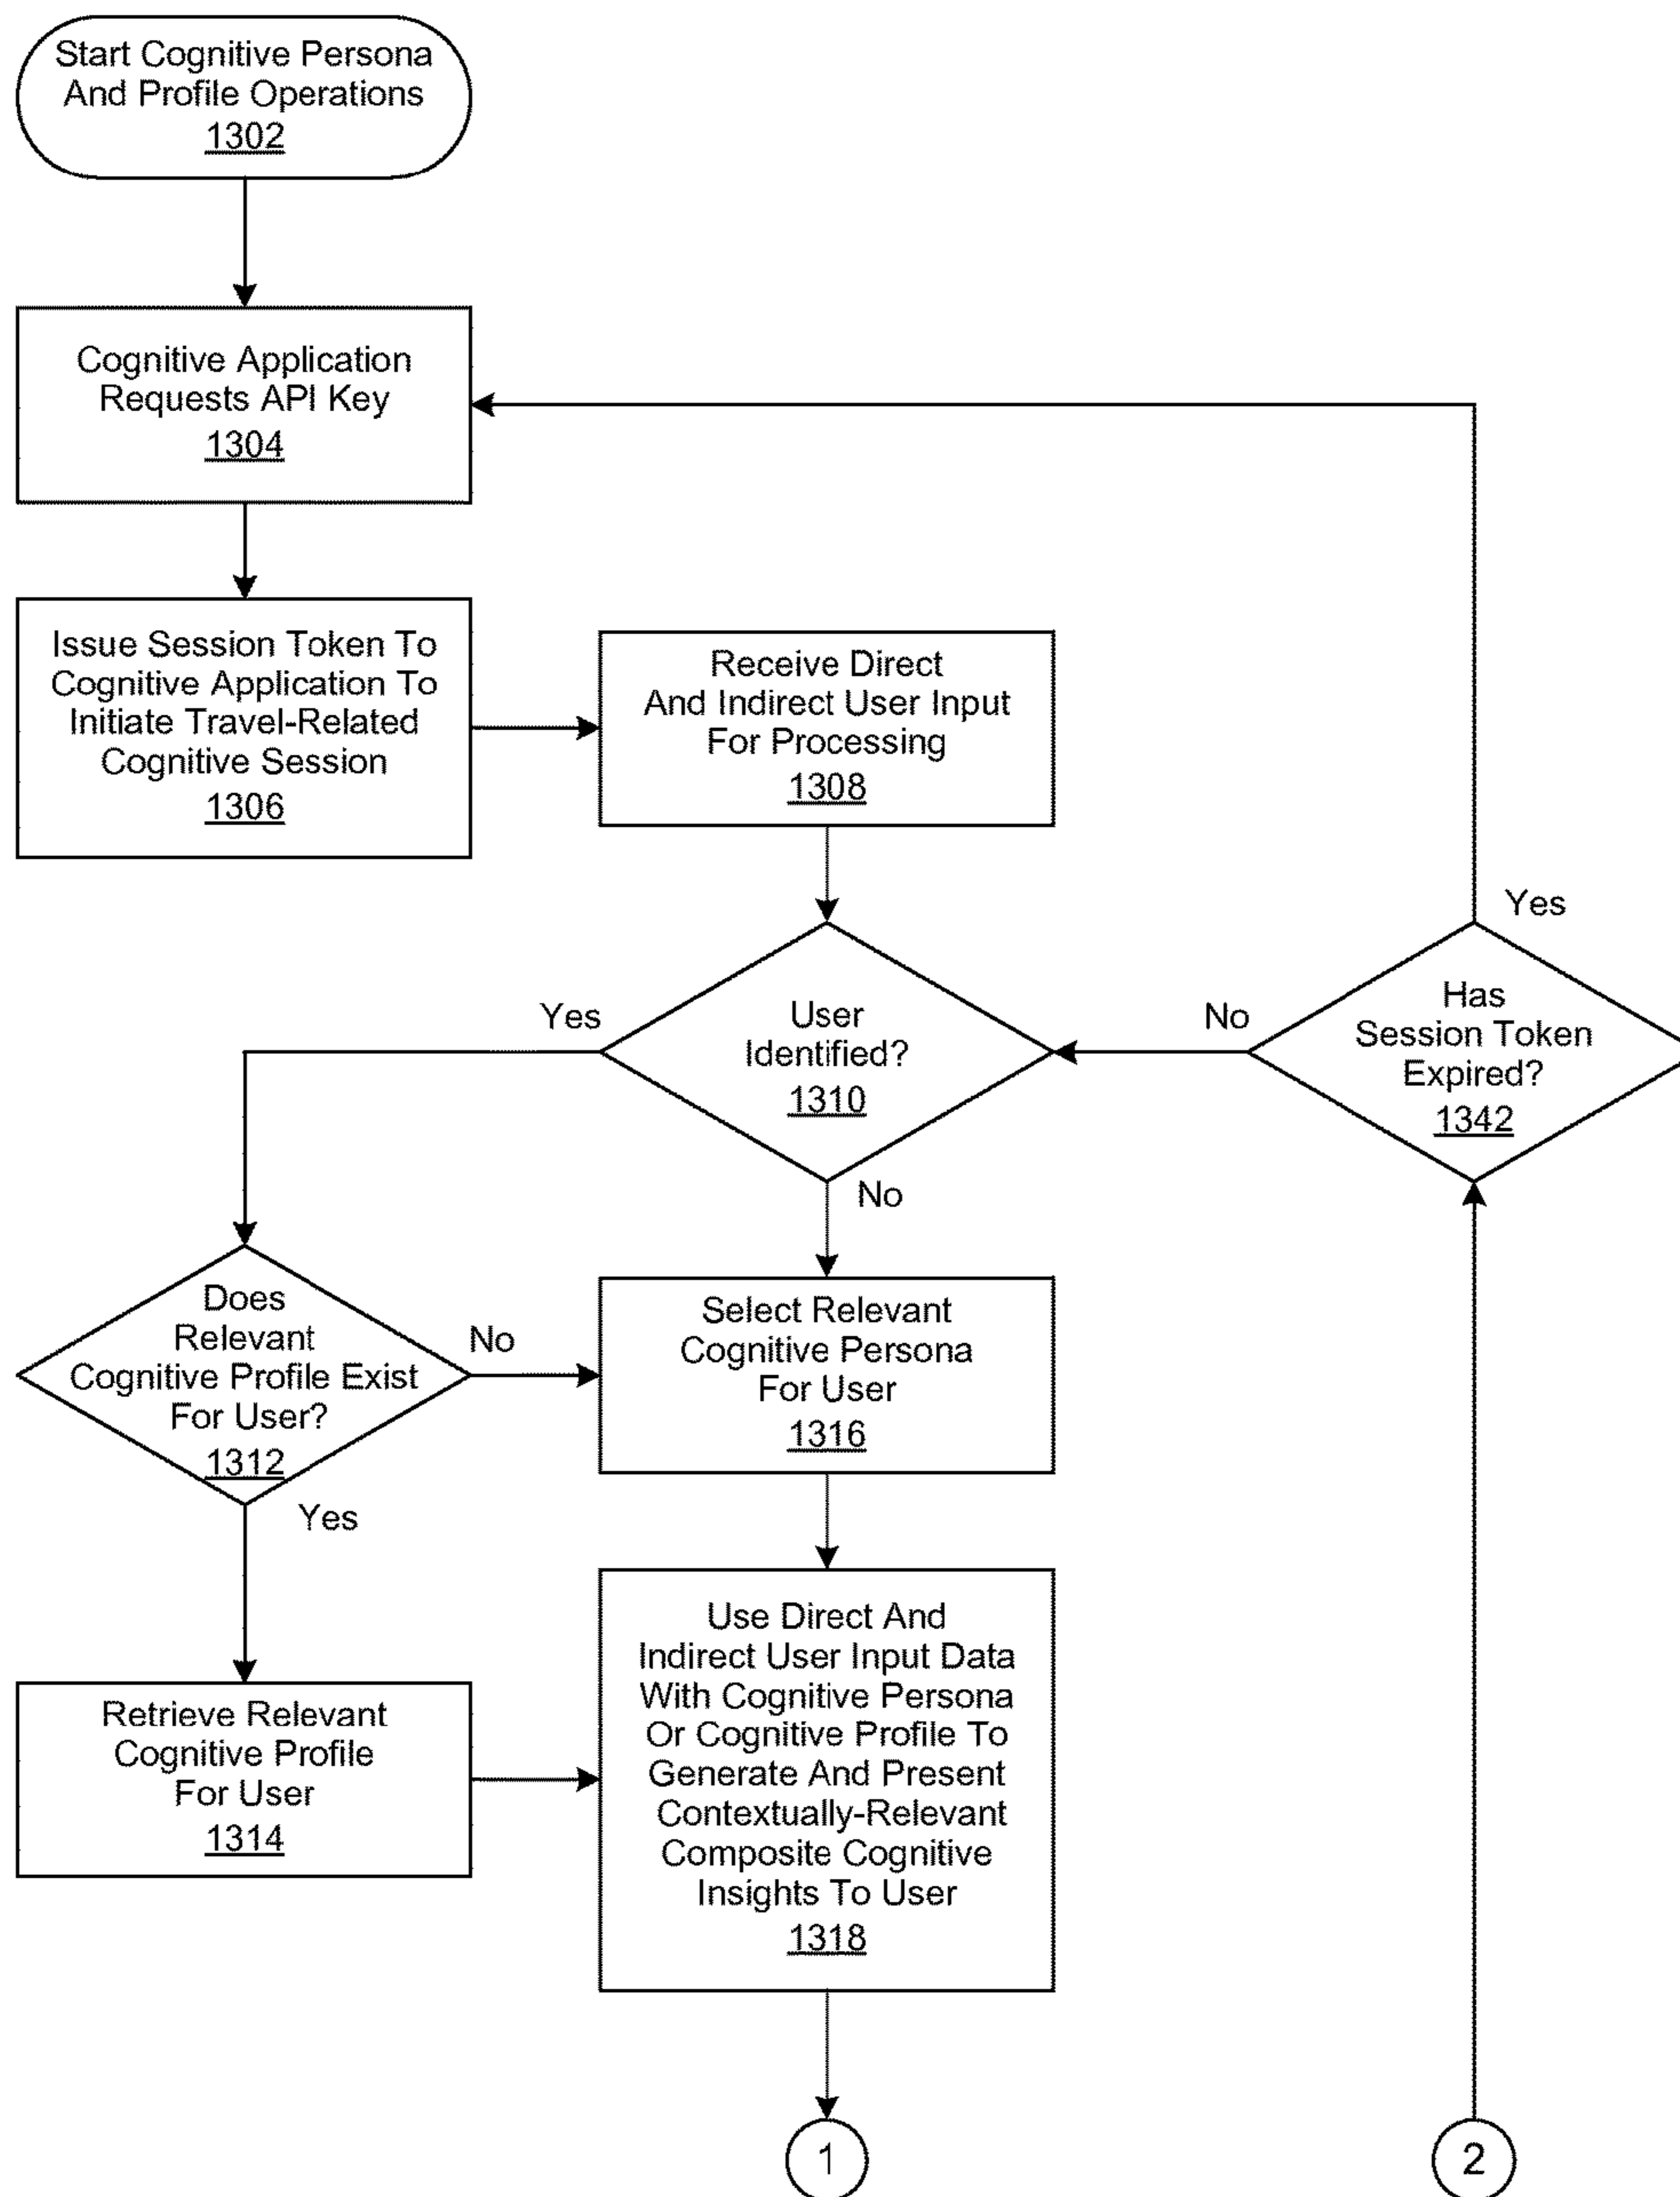 Start Cognitive Persona
And Profile Operations
1302
Cognitive Application
Requests API Key
1304
Issue Session Token To
Cognitive Application To
Initiate Travel-Related
Cognitive Session
1306
Receive Direct
And Indirect User Input
For Processing
1308
Yes
User
Identified?
1310
No
No
Has
Session Token
Expired?
1342
Yes
Does
Relevant
Cognitive Profile Exist
For User?
1312
No
Yes
Select Relevant
Cognitive Persona
For User
1316
Retrieve Relevant
Cognitive Profile
For User
1314
Use Direct And
Indirect User Input Data
With Cognitive Persona
Or Cognitive Profile To
Generate And Present
Contextually-Relevant
Composite Cognitive
Insights To User
1318
1
2